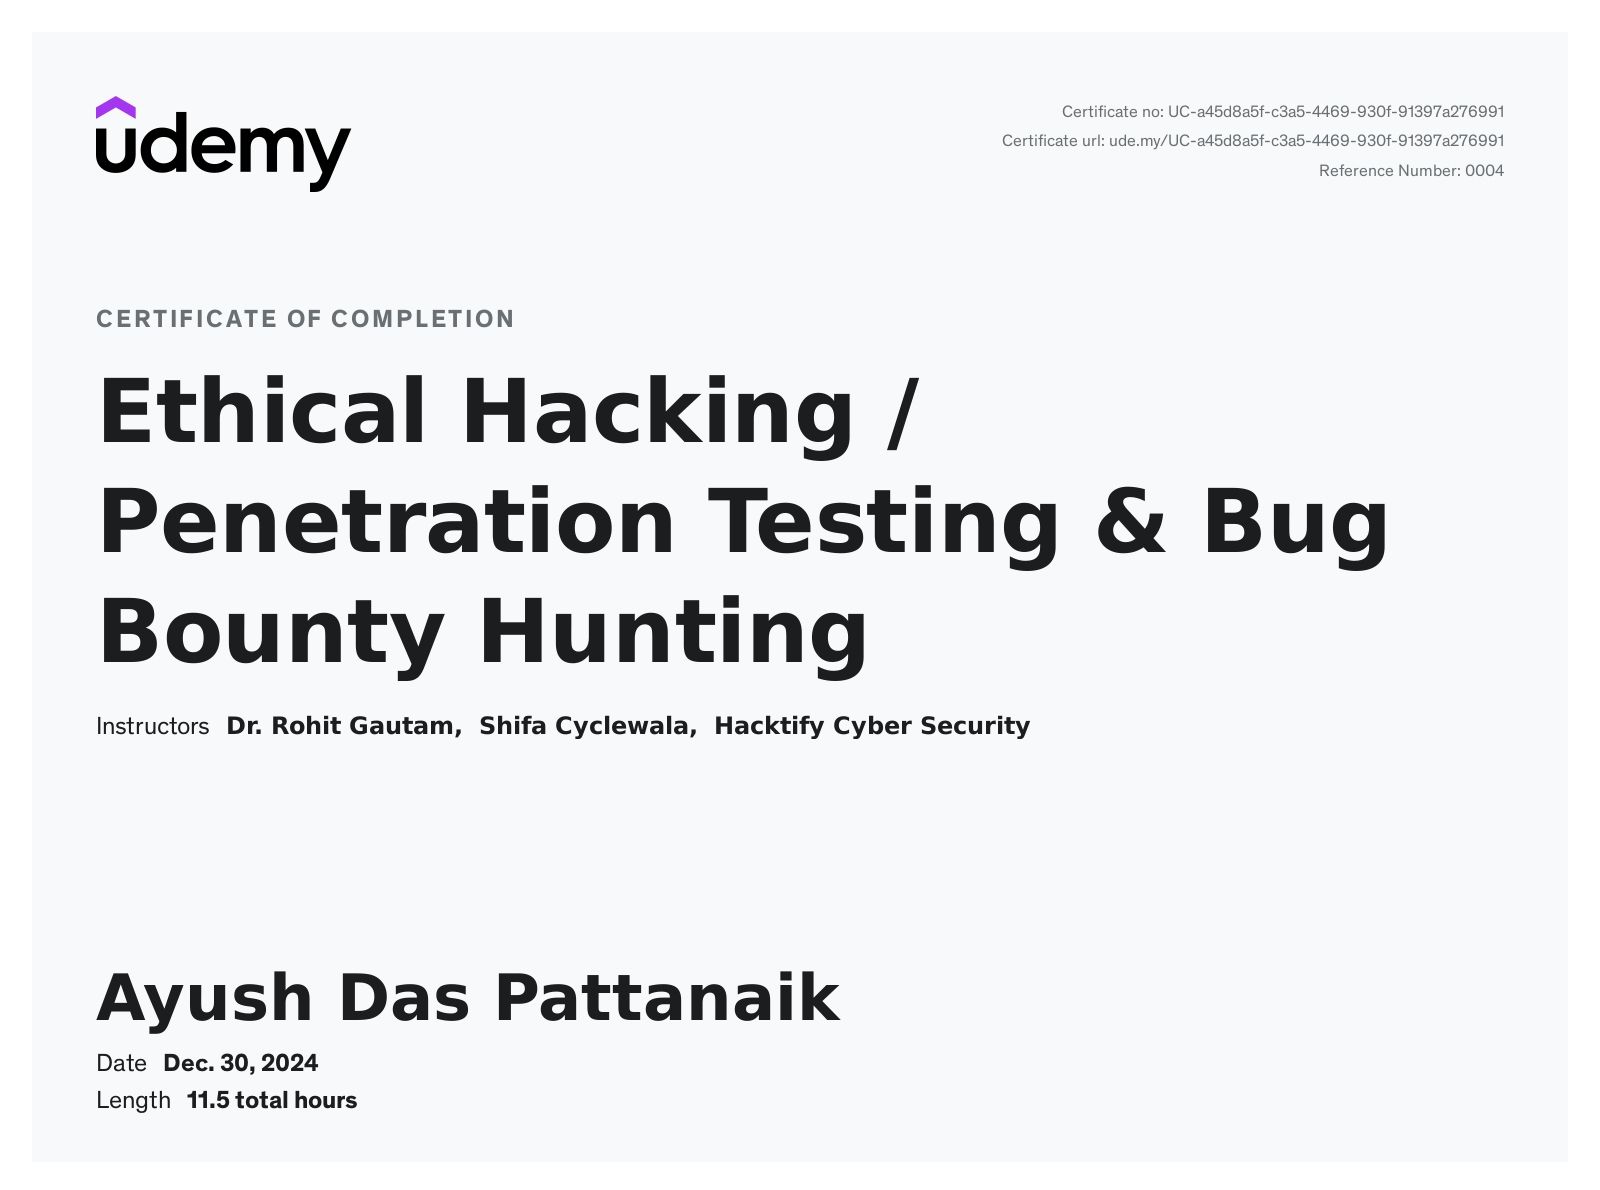 udemy
Certificate no: UC-a45d8a5f-c3a5-4469-930f-91397a276991
Certificate url: ude.my/UC-a45d8a5f-c3a5-4469-930f-91397a276991
Reference Number: 0004
CERTIFICATE OF COMPLETION
Ethical Hacking /
Penetration Testing & Bug
Bounty Hunting
Instructors Dr. Rohit Gautam, Shifa Cyclewala, Hacktify Cyber Security
Ayush Das Pattanaik
Date Dec. 30, 2024
Length 11.5 total hours